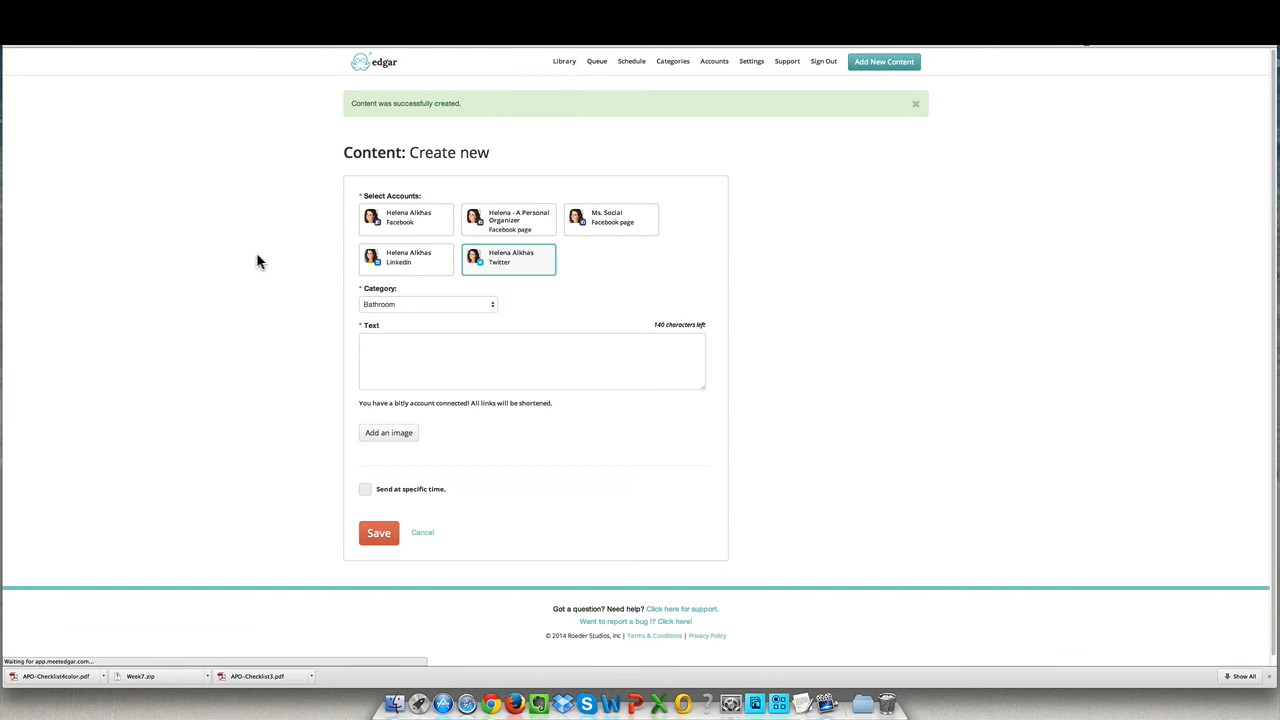 edgar
Library Queue Schedule Categories Accounts Settings Support Sign Out Add New Content
Content was successfully created.
Content: Create new
* Select Accounts:
Helena Alkhas
Facebook
Helena - A Personal
Organizer
Facebook page
Ms. Social
Facebook page
Helena Alkhas
Linkedin
Helena Alkhas
Twitter
* Category:
Bathroom
* Text 140 characters left
You have a bitly account connected! All links will be shortened.
Add an image
Send at specific time.
Save Cancel
Got a question? Need help? Click here for support.
Want to report a bug !? Click here!
© 2014 Roeder Studios, Inc | Terms & Conditions | Privacy Policy
Waiting for app.meetedgar.com...
APO-Checklist4color.pdf Week7.zip APO-Checklist3.pdf Show All